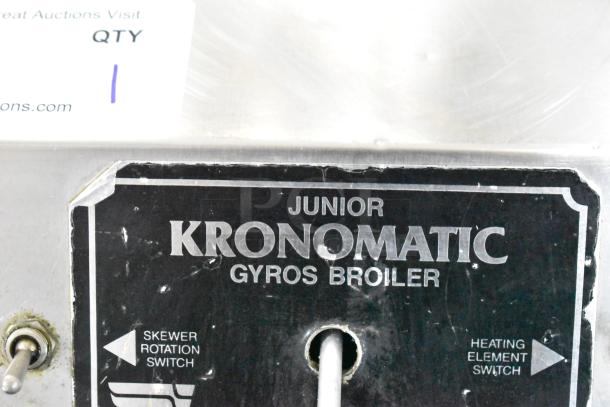 eat Auctions Visit
QTY
1
ons.com
JUNIOR
KRONOMATIC
GYROS BROILER
SKEWER
ROTATION
SWITCH
HEATING
ELEMENT
SWITCH